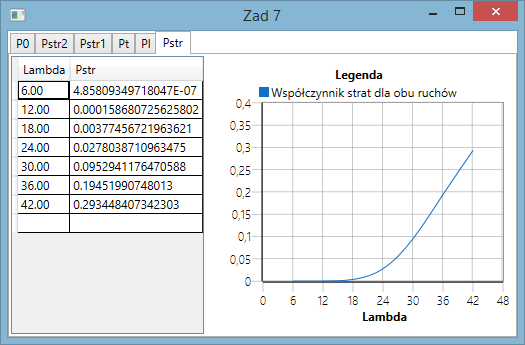 Zad 7
P0 Pstr2 Pstr1 Pt Pl Pstr
Lambda Pstr
6.00 4.85809349718047E-07
12.00 0.000158680725625802
18.00 0.00377456721963621
24.00 0.0278038710963475
30.00 0.0952941176470588
36.00 0.19451990748013
42.00 0.293448407342303
Legenda
Współczynnik strat dla obu ruchów
0,4
0,35
0,3
0,25
0,2
0,15
0,1
0,05
0
0 6 12 18 24 30 36 42 48
Lambda